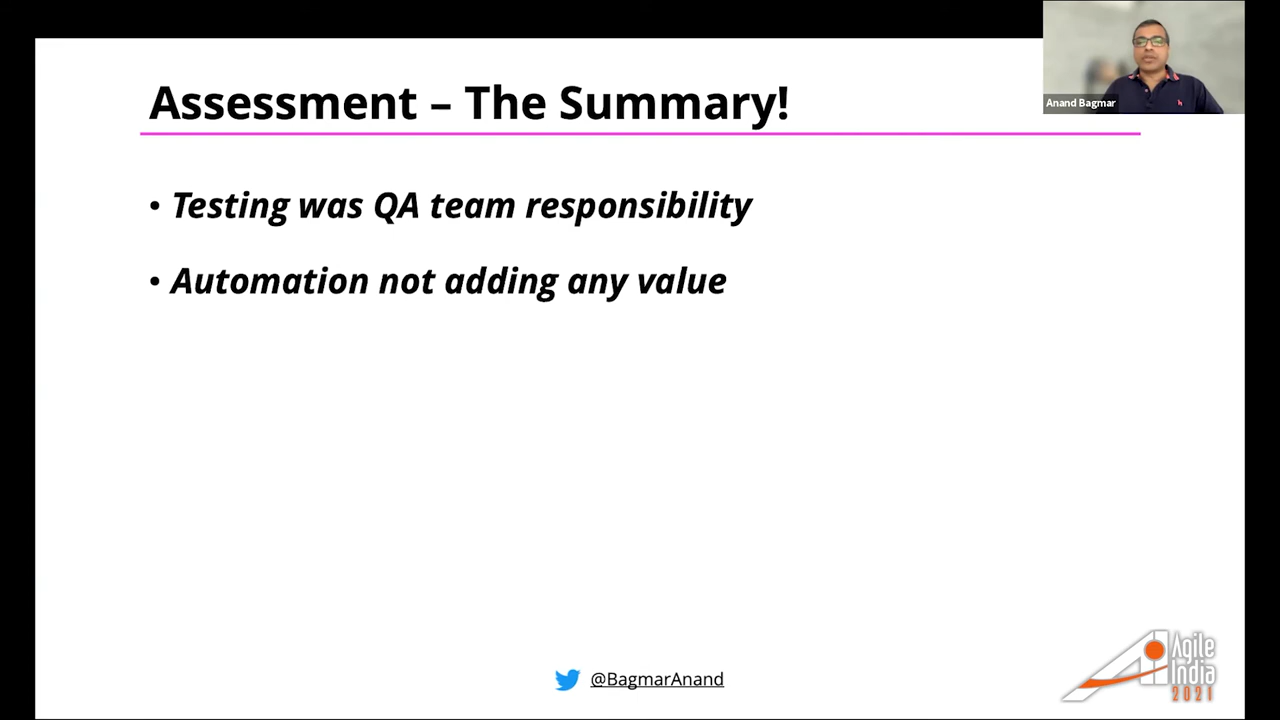 Assessment – The Summary!
Anand Bagmar
• Testing was QA team responsibility
• Automation not adding any value
@BagmarAnand
Agile
India
2021